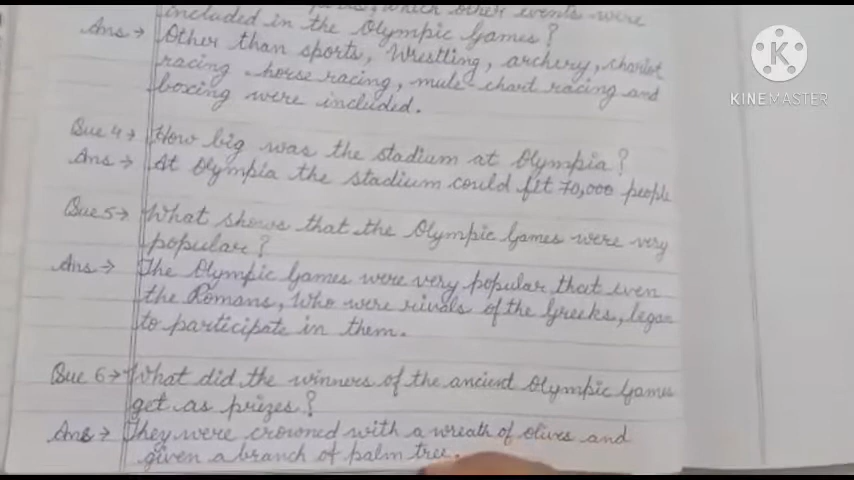 which other events were
included in the Olympic Games?
Ans → Other than sports, Wrestling, archery, chariot
racing horse racing, mule-chart racing and
boxing were included.
Que 4 → How big was the stadium at Olympia?
Ans → At Olympia the stadium could fit 70,000 people
Que 5 → What shows that the Olympic Games were very
popular?
Ans → The Olympic Games were very popular that even
the Romans, Who were rivals of the Greeks, began
to participate in them.
Que 6 → What did the winners of the ancient Olympic Games
get as prizes?
Ans → They were crowned with a wreath of olives and
given a branch of palm tree.
KINEMASTER